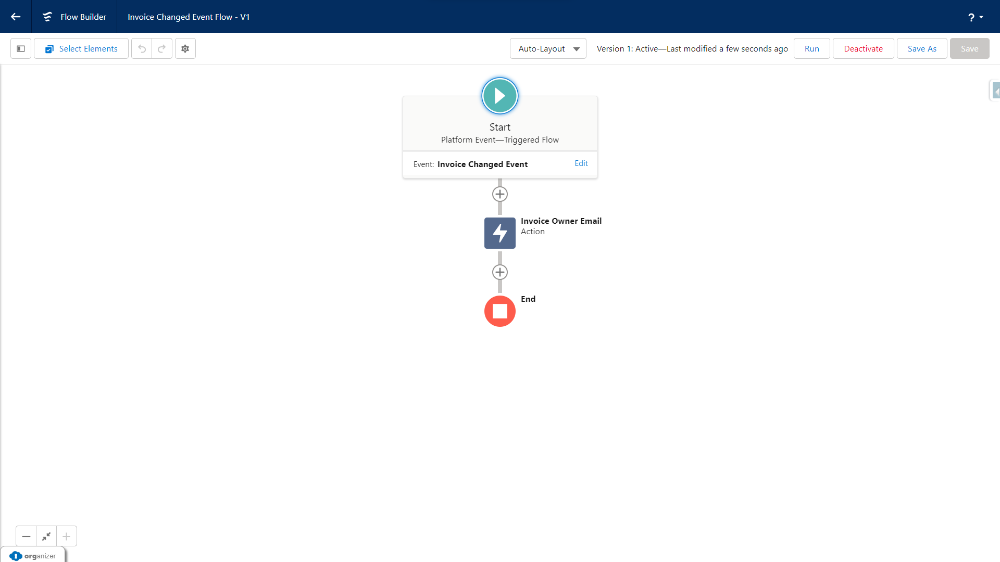 Flow Builder
Invoice Changed Event Flow - V1
?
Select Elements
Auto-Layout
Version 1: Active—Last modified a few seconds ago
Run
Deactivate
Save As
Save
Start
Platform Event—Triggered Flow
Event: Invoice Changed Event
Edit
Invoice Owner Email
Action
End
organizer